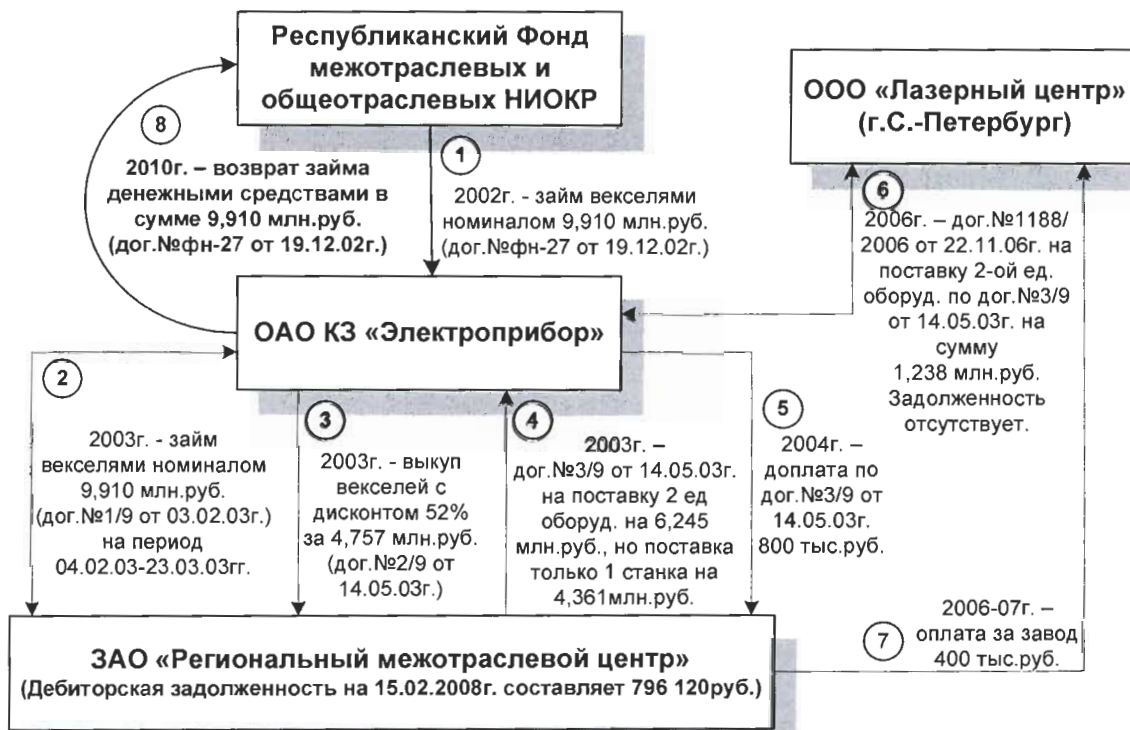 Республиканский Фонд
межотраслевых и
общеотраслевых НИОКР
ООО «Лазерный центр»
(г.С.-Петербург)
8
2010г. – возврат займа
денежными средствами в
сумме 9,910 млн.руб.
(дог.№фн-27 от 19.12.02г.)
1
2002г. - займ векселями
номиналом 9,910 млн.руб.
(дог.№фн-27 от 19.12.02г.)
6
2006г. – дог.№1188/
2006 от 22.11.06г. на
поставку 2-ой ед.
оборуд. по дог.№3/9
от 14.05.03г. на
сумму
1,238 млн.руб.
Задолженность
отсутствует.
ОАО КЗ «Электроприбор»
2
2003г. - займ
векселями номиналом
9,910 млн.руб.
(дог.№1/9 от 03.02.03г.)
на период
04.02.03-23.03.03гг.
3
2003г. - выкуп
векселей с
дисконтом 52%
за 4,757 млн.руб.
(дог.№2/9 от
14.05.03г.)
4
2003г. –
дог.№3/9 от 14.05.03г.
на поставку 2 ед
оборуд. на 6,245
млн.руб., но поставка
только 1 станка на
4,361млн.руб.
5
2004г. –
доплата по
дог.№3/9 от
14.05.03г.
800 тыс.руб.
7
2006-07г. –
оплата за завод
400 тыс.руб.
ЗАО «Региональный межотраслевой центр»
(Дебиторская задолженность на 15.02.2008г. составляет 796 120руб.)